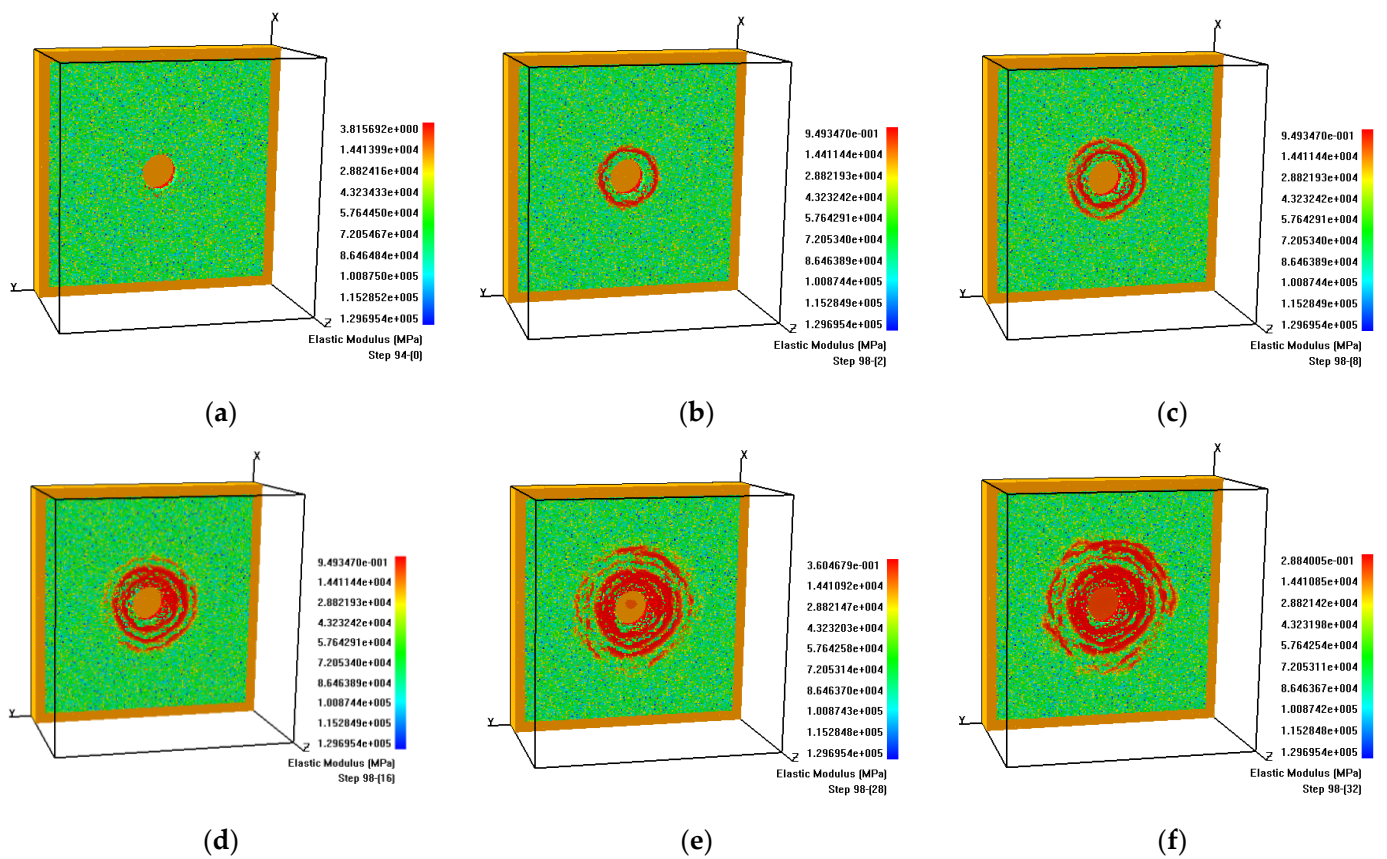 X
3.815692e+000
1.441399e+004
2.882416e+004
4.323433e+004
5.764450e+004
7.205467e+004
8.646484e+004
1.008750e+005
1.152852e+005
1.296954e+005
Y
Z
Elastic Modulus (MPa)
Step 94-(0)
(a)
X
9.493470e-001
1.441144e+004
2.882193e+004
4.323242e+004
5.764291e+004
7.205340e+004
8.646389e+004
1.008744e+005
1.152849e+005
1.296954e+005
Y
Z
Elastic Modulus (MPa)
Step 98-(2)
(b)
X
9.493470e-001
1.441144e+004
2.882193e+004
4.323242e+004
5.764291e+004
7.205340e+004
8.646389e+004
1.008744e+005
1.152849e+005
1.296954e+005
Y
Z
Elastic Modulus (MPa)
Step 98-(8)
(c)
X
9.493470e-001
1.441144e+004
2.882193e+004
4.323242e+004
5.764291e+004
7.205340e+004
8.646389e+004
1.008744e+005
1.152849e+005
1.296954e+005
Y
Z
Elastic Modulus (MPa)
Step 98-(16)
(d)
X
3.604679e-001
1.441092e+004
2.882147e+004
4.323203e+004
5.764258e+004
7.205314e+004
8.646370e+004
1.008743e+005
1.152848e+005
1.296954e+005
Y
Z
Elastic Modulus (MPa)
Step 98-(28)
(e)
X
2.884005e-001
1.441085e+004
2.882142e+004
4.323198e+004
5.764254e+004
7.205311e+004
8.646367e+004
1.008742e+005
1.152848e+005
1.296954e+005
Y
Z
Elastic Modulus (MPa)
Step 98-(32)
(f)